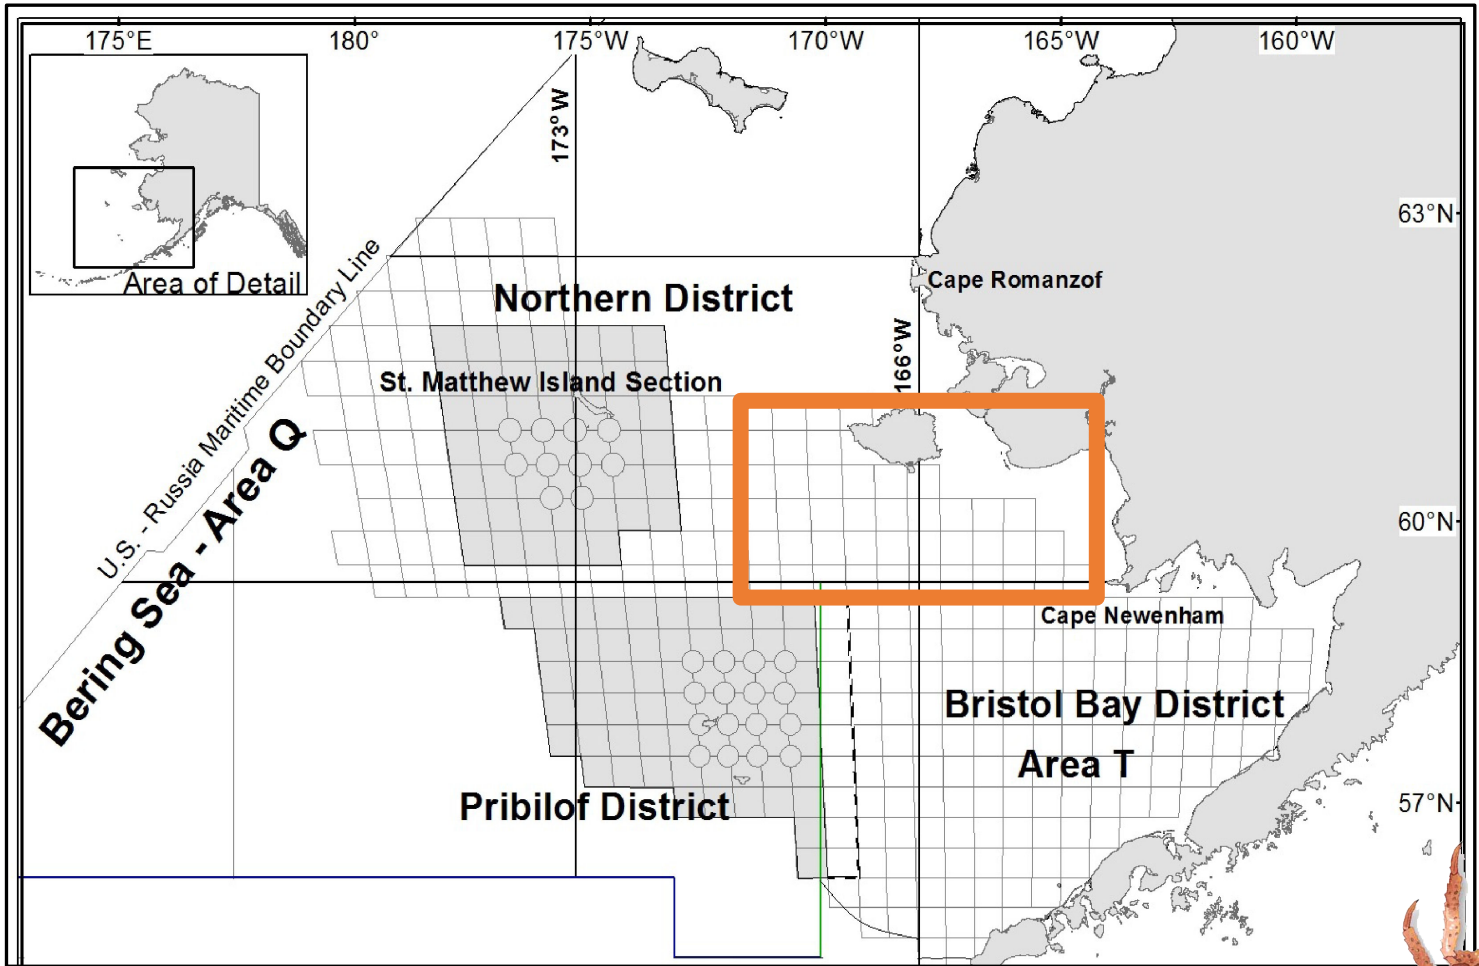 175°E
180°
175°W
170°W
165°W
160°W
173°W
63°N
Area of Detail
Cape Romanzof
Northern District
166°W
U.S. - Russia Maritime Boundary Line
St. Matthew Island Section
Bering Sea - Area Q
60°N
Cape Newenham
Bristol Bay District
Area T
Pribilof District
57°N